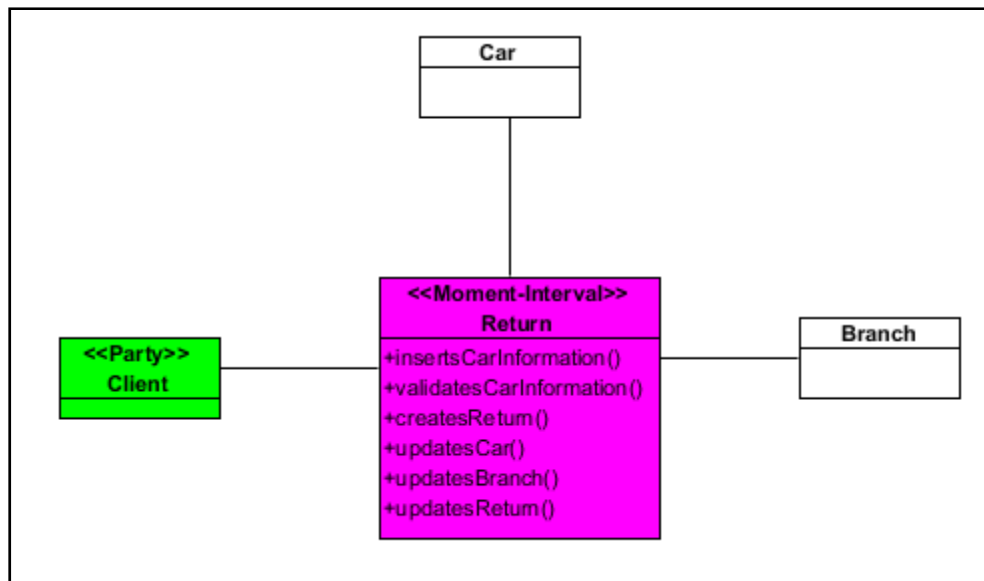 Car
<<Moment-Interval>>
Return
+insertsCarInformation()
+validatesCarInformation()
+createsReturn()
+updatesCar()
+updatesBranch()
+updatesReturn()
<<Party>>
Client
Branch